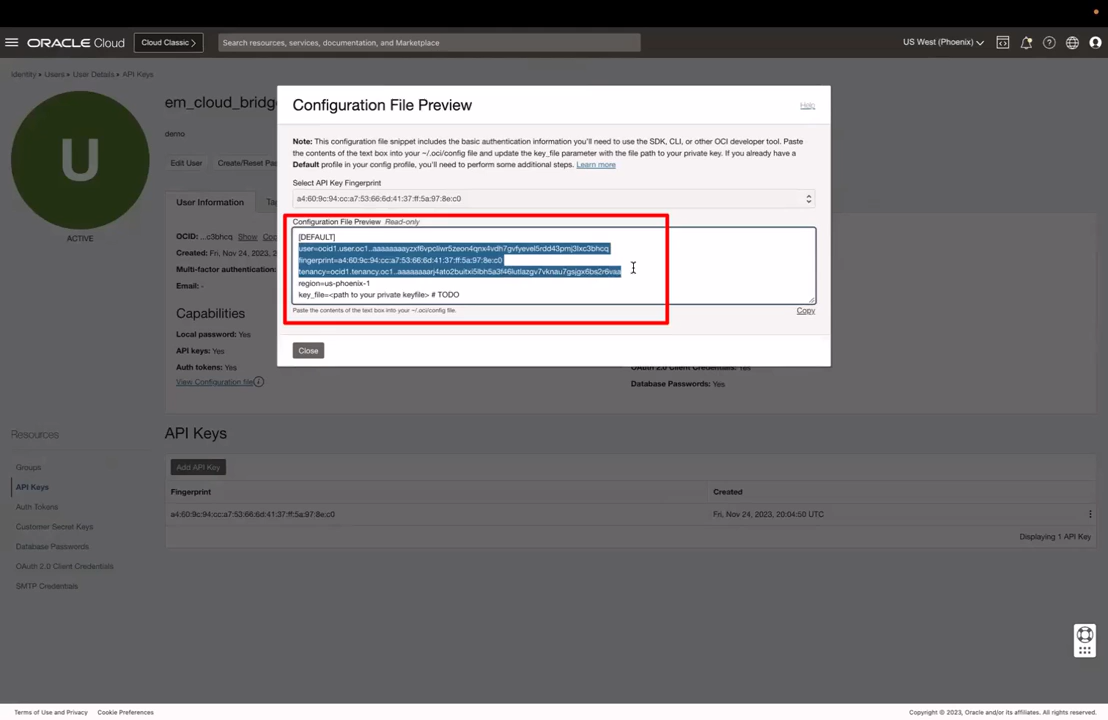 ORACLE Cloud
Cloud Classic >
Search resources, services, documentation, and Marketplace
US West (Phoenix)
Identity › Users › User Details › API Keys
U
ACTIVE
em_cloud_bridge
demo
Edit User
Create/Reset Pas
User Information
Ta
OCID: ...c3bhcq Show Cop
Created: Fri, Nov 24, 2023, 20
Multi-factor authentication:
Email: -
Capabilities
Local password: Yes
API keys: Yes
Auth tokens: Yes
View Configuration file
OAuth 2.0 Client Credentials: Yes
Database Passwords: Yes
Configuration File Preview
Help
Note: This configuration file snippet includes the basic authentication information you'll need to use the SDK, CLI, or other OCI developer tool. Paste
the contents of the text box into your ~/.oci/config file and update the key_file parameter with the file path to your private key. If you already have a
Default profile in your config profile, you'll need to perform some additional steps. Learn more
Select API Key Fingerprint
a4:60:9c:94:cc:a7:53:66:6d:41:37:ff:5a:97:8e:c0
Configuration File Preview Read-only
[DEFAULT]
fingerprint=a4:60:9c:94:cc:a7:53:66:6d:41:37:ff:5a:97:8e:c0
region=us-phoenix-1
key_file=<path to your private keyfile> # TODO
Paste the contents of the text box into your ~/.oci/config file.
Copy
Close
Resources
Groups
API Keys
Auth Tokens
Customer Secret Keys
Database Passwords
OAuth 2.0 Client Credentials
SMTP Credentials
API Keys
Add API Key
Fingerprint
Created
a4:60:9c:94:cc:a7:53:66:6d:41:37:ff:5a:97:8e:c0
Fri, Nov 24, 2023, 20:04:50 UTC
Displaying 1 API Key
Terms of Use and Privacy
Cookie Preferences
Copyright © 2023, Oracle and/or its affiliates. All rights reserved.